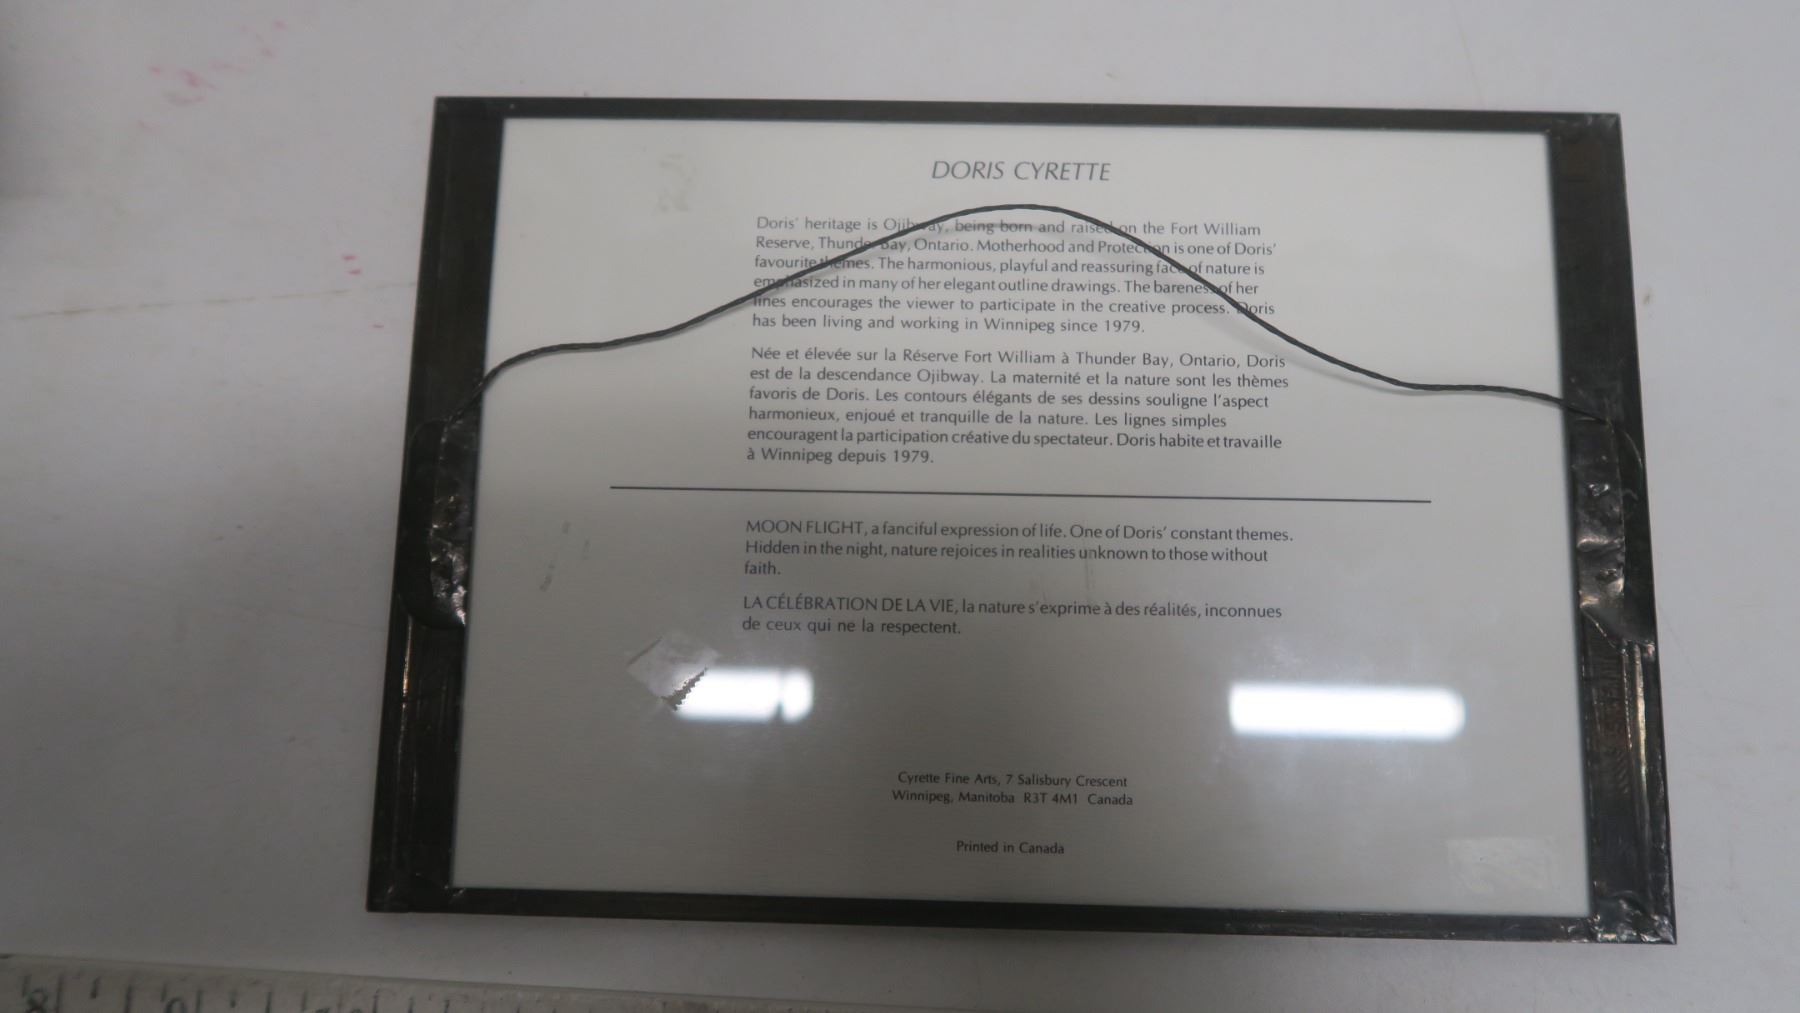 DORIS CYRETTE
Doris' heritage is Ojibway, being born and raised on the Fort William
Reserve, Thunder Bay, Ontario. Motherhood and Protection is one of Doris'
favourite themes. The harmonious, playful and reassuring face of nature is
emphasized in many of her elegant outline drawings. The bareness of her
lines encourages the viewer to participate in the creative process. Doris
has been living and working in Winnipeg since 1979.
Née et élevée sur la Réserve Fort William à Thunder Bay, Ontario, Doris
est de la descendance Ojibway. La maternité et la nature sont les thèmes
favoris de Doris. Les contours élégants de ses dessins souligne l'aspect
harmonieux, enjoué et tranquille de la nature. Les lignes simples
encouragent la participation créative du spectateur. Doris habite et travaille
à Winnipeg depuis 1979.
MOON FLIGHT, a fanciful expression of life. One of Doris' constant themes.
Hidden in the night, nature rejoices in realities unknown to those without
faith.
LA CÉLÉBRATION DE LA VIE, la nature s'exprime à des réalités, inconnues
de ceux qui ne la respectent.
Cyrette Fine Arts, 7 Salisbury Crescent
Winnipeg, Manitoba R3T 4M1 Canada
Printed in Canada